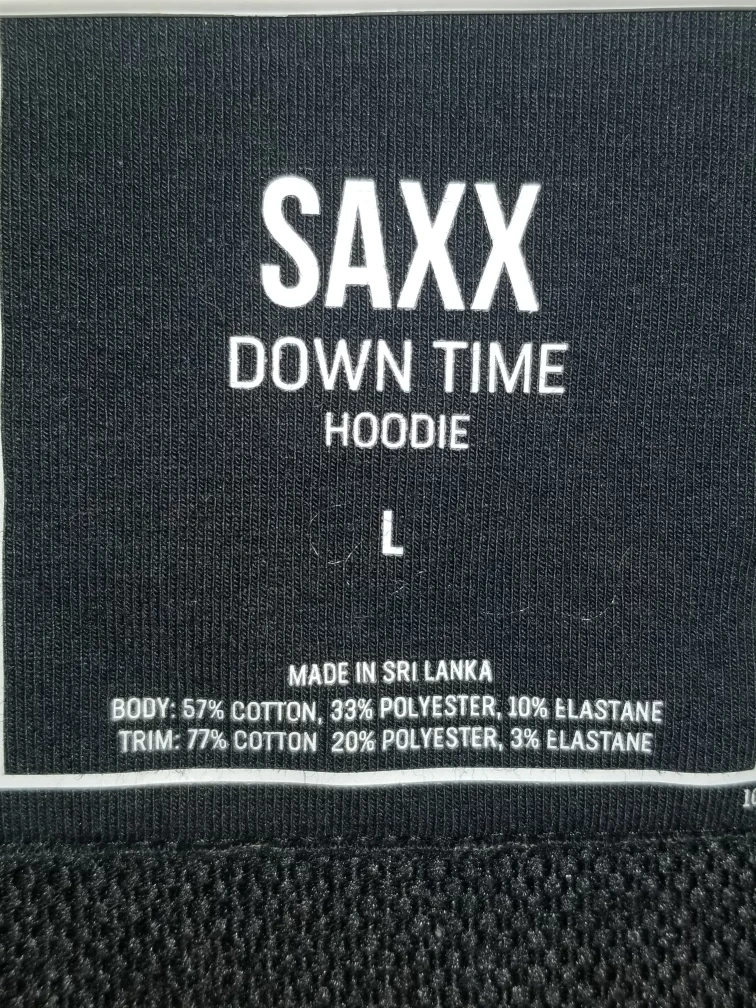 SAXX
DOWN TIME
HOODIE
L
MADE IN SRI LANKA
BODY: 57% COTTON, 33% POLYESTER, 10% ELASTANE
TRIM: 77% COTTON 20% POLYESTER, 3% ELASTANE